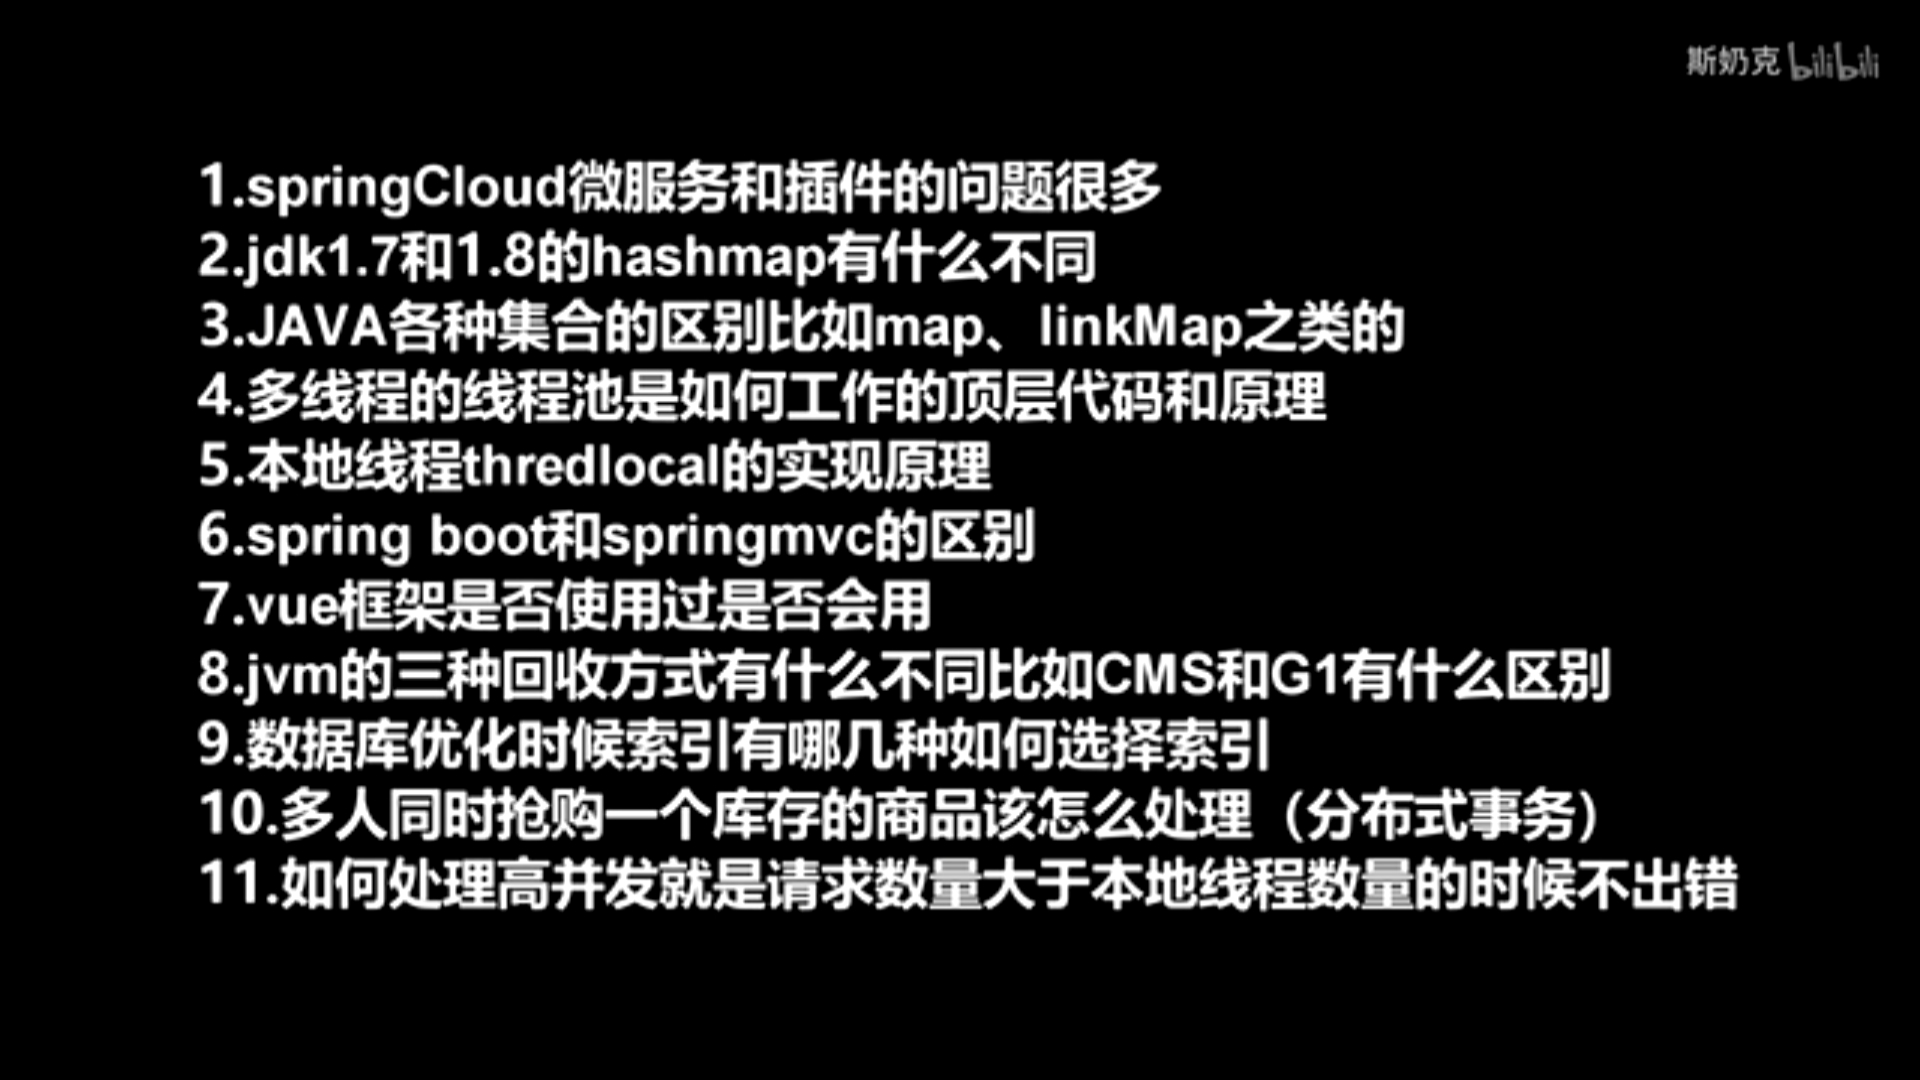 斯奶克 bilibili
1.springCloud微服务和插件的问题很多
2.jdk1.7和1.8的hashmap有什么不同
3.JAVA各种集合的区别比如map、linkMap之类的
4.多线程的线程池是如何工作的顶层代码和原理
5.本地线程thredlocal的实现原理
6.spring boot和springmvc的区别
7.vue框架是否使用过是否会用
8.jvm的三种回收方式有什么不同比如CMS和G1有什么区别
9.数据库优化时候索引有哪几种如何选择索引
10.多人同时抢购一个库存的商品该怎么处理（分布式事务）
11.如何处理高并发就是请求数量大于本地线程数量的时候不出错